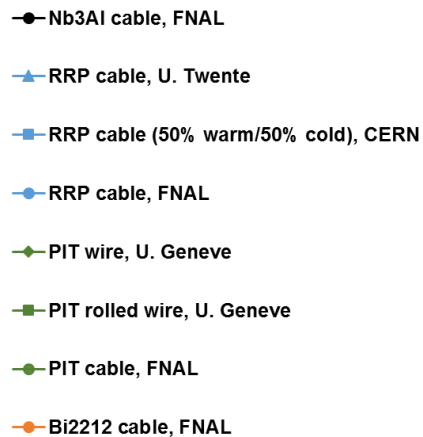 Nb3Al cable, FNAL
RRP cable, U. Twente
RRP cable (50% warm/50% cold), CERN
RRP cable, FNAL
PIT wire, U. Geneve
PIT rolled wire, U. Geneve
PIT cable, FNAL
Bi2212 cable, FNAL